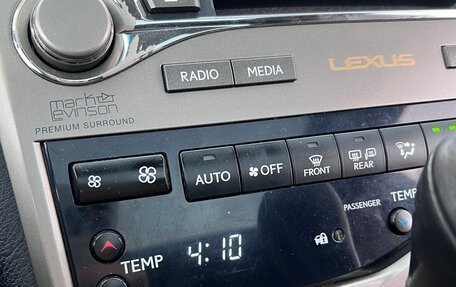 RADIO MEDIA LEXUS
mark
levinson
PREMIUM SURROUND
AUTO OFF FRONT REAR
PASSENGER
TEMP TEMP
4:10